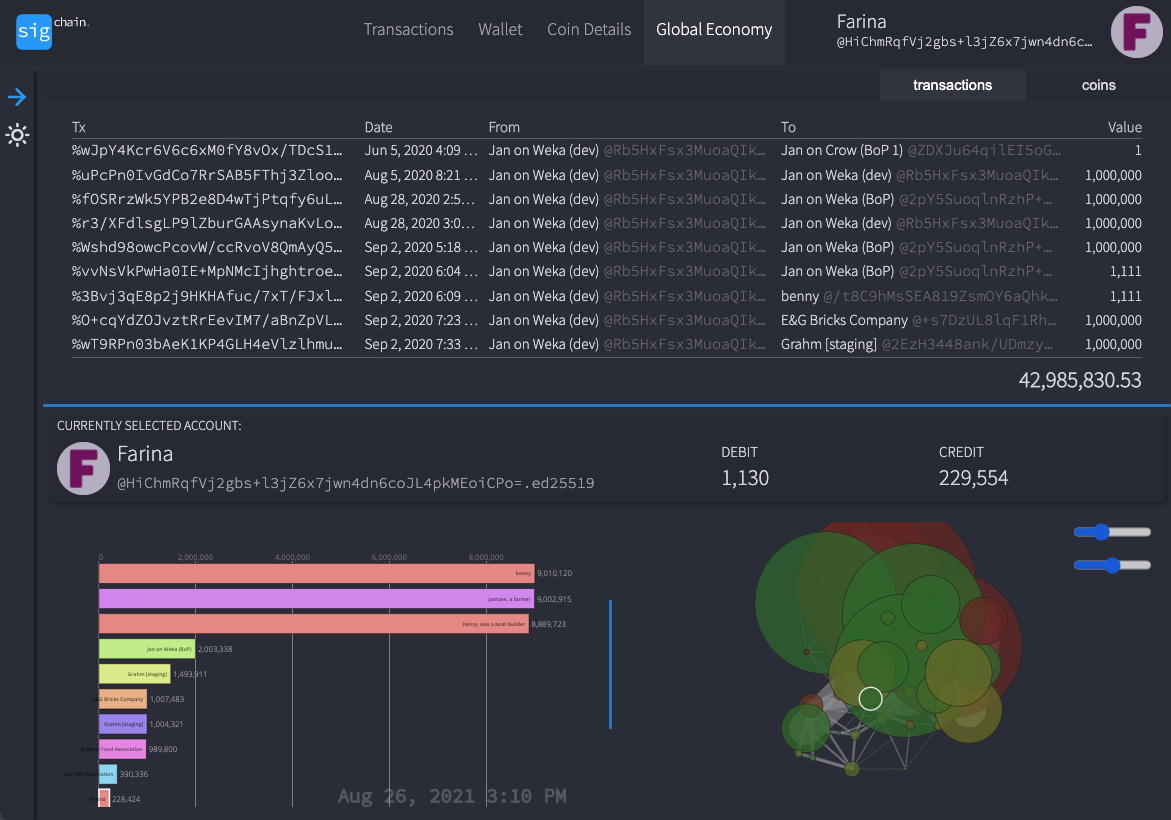 sig chain.
Transactions Wallet Coin Details Global Economy
Farina
@HiChmRqfVj2gbs+l3jZ6x7jwn4dn6c…
F
transactions coins
Tx Date From To Value
%wJpY4Kcr6V6c6xM0fY8vOx/TDcS1… Jun 5, 2020 4:09 … Jan on Weka (dev) @Rb5HxFsx3MuoaQIk… Jan on Crow (BoP 1) @ZDXJu64qilEI5oG… 1
%uPcPn0IvGdCo7RrSAB5FThj3Zloo… Aug 5, 2020 8:21 … Jan on Weka (dev) @Rb5HxFsx3MuoaQIk… Jan on Weka (dev) @Rb5HxFsx3MuoaQIk… 1,000,000
%fOSRrzWk5YPB2e8D4wTjPtqfy6uL… Aug 28, 2020 2:5… Jan on Weka (dev) @Rb5HxFsx3MuoaQIk… Jan on Weka (BoP) @2pY5SuoqlnRzhP+… 1,000,000
%r3/XFdlsgLP9lZburGAAsynaKvLo… Aug 28, 2020 3:0… Jan on Weka (dev) @Rb5HxFsx3MuoaQIk… Jan on Weka (dev) @Rb5HxFsx3MuoaQIk… 1,000,000
%Wshd98owcPcovW/ccRvoV8QmAyQ5… Sep 2, 2020 5:18 … Jan on Weka (dev) @Rb5HxFsx3MuoaQIk… Jan on Weka (BoP) @2pY5SuoqlnRzhP+… 1,000,000
%vvNsVkPwHa0IE+MpNMcIjhghtroe… Sep 2, 2020 6:04 … Jan on Weka (dev) @Rb5HxFsx3MuoaQIk… Jan on Weka (BoP) @2pY5SuoqlnRzhP+… 1,111
%3Bvj3qE8p2j9HKHAfuc/7xT/FJxl… Sep 2, 2020 6:09 … Jan on Weka (dev) @Rb5HxFsx3MuoaQIk… benny @/t8C9hMsSEA819ZsmOY6aQhk… 1,111
%O+cqYdZOJvztRrEevIM7/aBnZpVL… Sep 2, 2020 7:23 … Jan on Weka (dev) @Rb5HxFsx3MuoaQIk… E&G Bricks Company @+s7DzUL8lqF1Rh… 1,000,000
%wT9RPn03bAeK1KP4GLH4eVlzlhmu… Sep 2, 2020 7:33 … Jan on Weka (dev) @Rb5HxFsx3MuoaQIk… Grahm [staging] @2EzH3448ank/UDmzy… 1,000,000
42,985,830.53
CURRENTLY SELECTED ACCOUNT:
F
Farina
@HiChmRqfVj2gbs+l3jZ6x7jwn4dn6coJL4pkMEoiCPo=.ed25519
DEBIT CREDIT
1,130 229,554
0 2,000,000 4,000,000 6,000,000 8,000,000
benny 9,010,120
Jantzen, a farmer 9,002,915
Henry, was a boat builder 8,889,723
Jan on Weka (BoP) 2,003,338
Grahm [staging] 1,493,911
E&G Bricks Company 1,007,483
Grahm [staging] 1,004,321
Organic Food Association 989,800
Association 390,336
Farina 228,424
Aug 26, 2021 3:10 PM